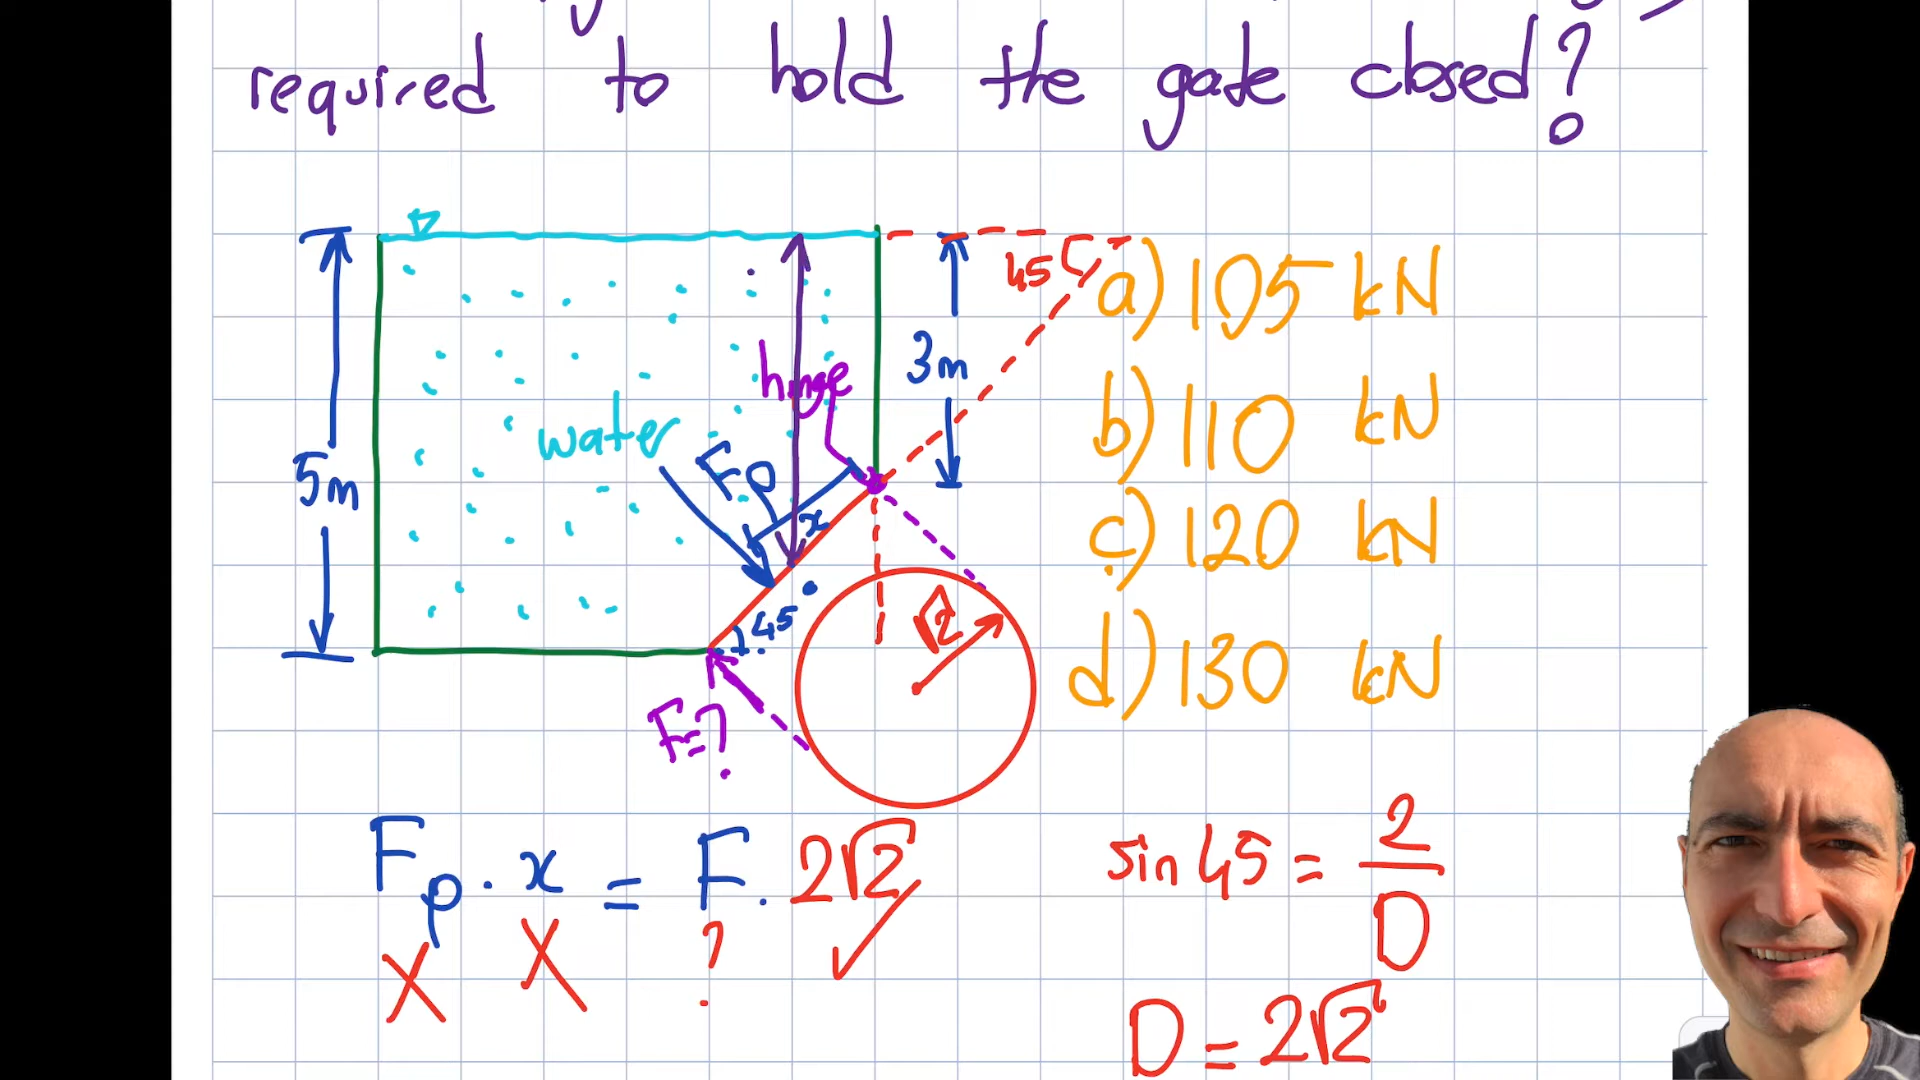 required to hold the gate closed?
45
a) 105 kN
3m
hinge
b) 110 kN
water
Fp
5m
x
c) 120 kN
45°
√2
d) 130 kN
F=?
Fp . x = F . 2√2
X X ? ✓
sin 45 = 2/D
D = 2√2